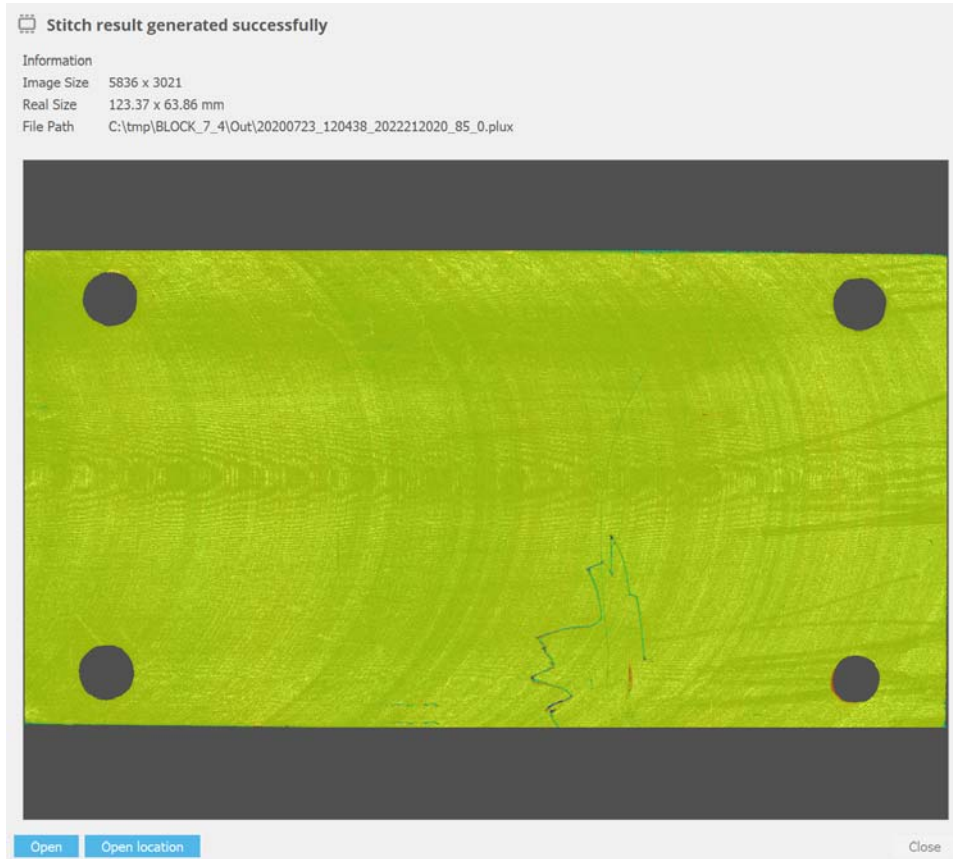 Stitch result generated successfully
Information
Image Size 5836 x 3021
Real Size 123.37 x 63.86 mm
File Path C:\tmp\BLOCK_7_4\Out\20200723_120438_2022212020_85_0.plux
Open Open location Close